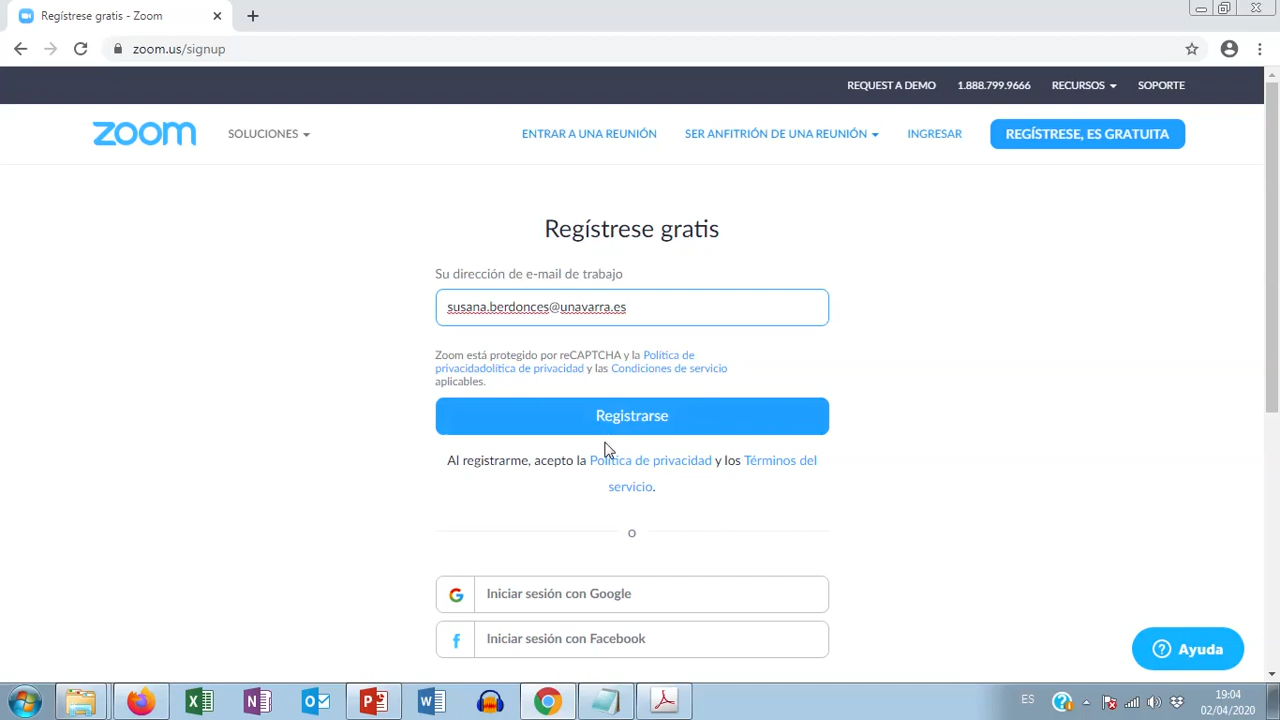 Regístrese gratis - Zoom
zoom.us/signup
REQUEST A DEMO 1.888.799.9666 RECURSOS SOPORTE
zoom SOLUCIONES ENTRAR A UNA REUNIÓN SER ANFITRIÓN DE UNA REUNIÓN INGRESAR REGÍSTRESE, ES GRATUITA
Regístrese gratis
Su dirección de e-mail de trabajo
susana.berdonces@unavarra.es
Zoom está protegido por reCAPTCHA y la Política de
privacidadolítica de privacidad y las Condiciones de servicio
aplicables.
Registrarse
Al registrarme, acepto la Política de privacidad y los Términos del
servicio.
o
Iniciar sesión con Google
Iniciar sesión con Facebook
Ayuda
ES 19:04
02/04/2020